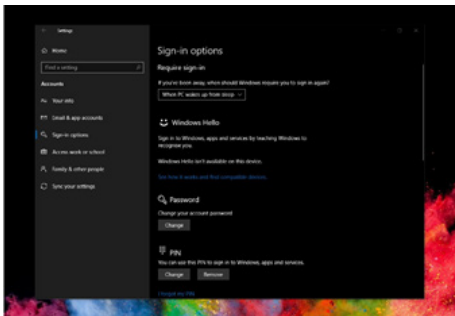 Settings
Home
Find a setting
Accounts
Your info
Email & app accounts
Sign-in options
Access work or school
Family & other people
Sync your settings
Sign-in options
Require sign-in
If you've been away, when should Windows require you to sign in again?
When PC wakes up from sleep
Windows Hello
Sign in to Windows, apps and services by teaching Windows to
recognise you.
Windows Hello isn't available on this device.
See how it works and find compatible devices.
Password
Change your account password
Change
PIN
You can use this PIN to sign in to Windows, apps and services.
Change Remove
I forgot my PIN